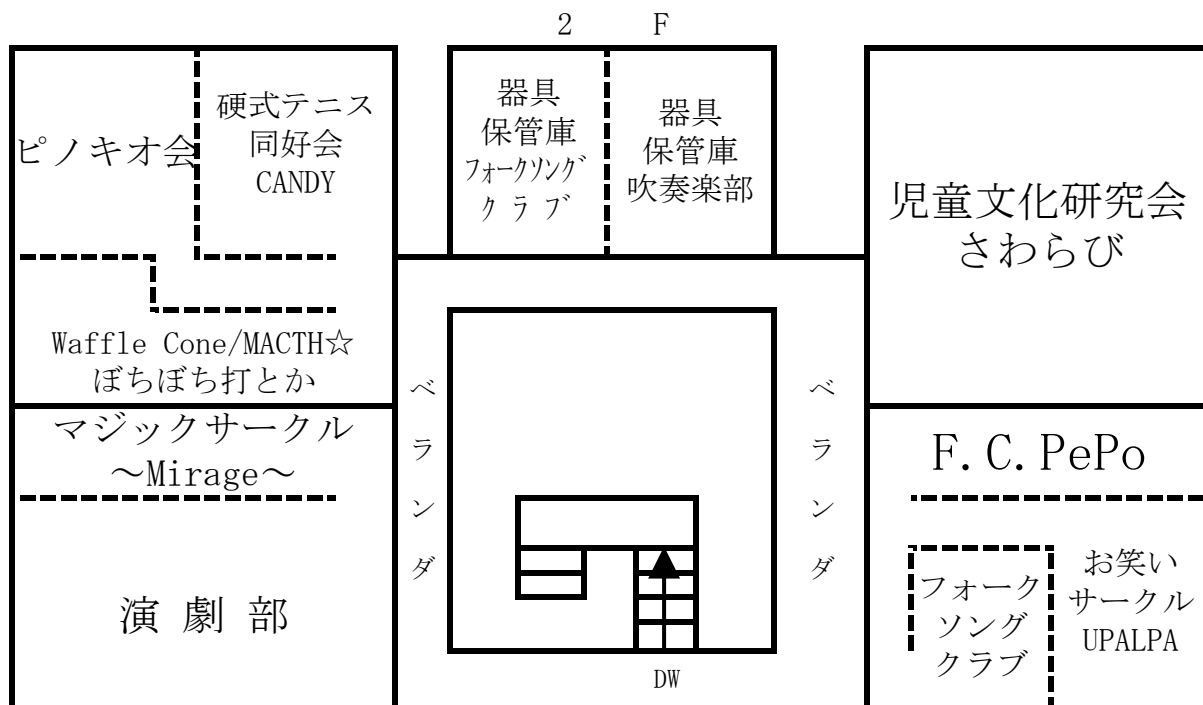 2 F
ピノキオ会
硬式テニス
同好会
CANDY
器具
保管庫
フォークソング
クラブ
器具
保管庫
吹奏楽部
児童文化研究会
さわらび
Waffle Cone/MACTH☆
ぼちぼち打とか
マジックサークル
～Mirage～
演劇部
ベランダ
ベランダ
DW
F.C.PePo
フォーク
ソング
クラブ
お笑い
サークル
UPALPA